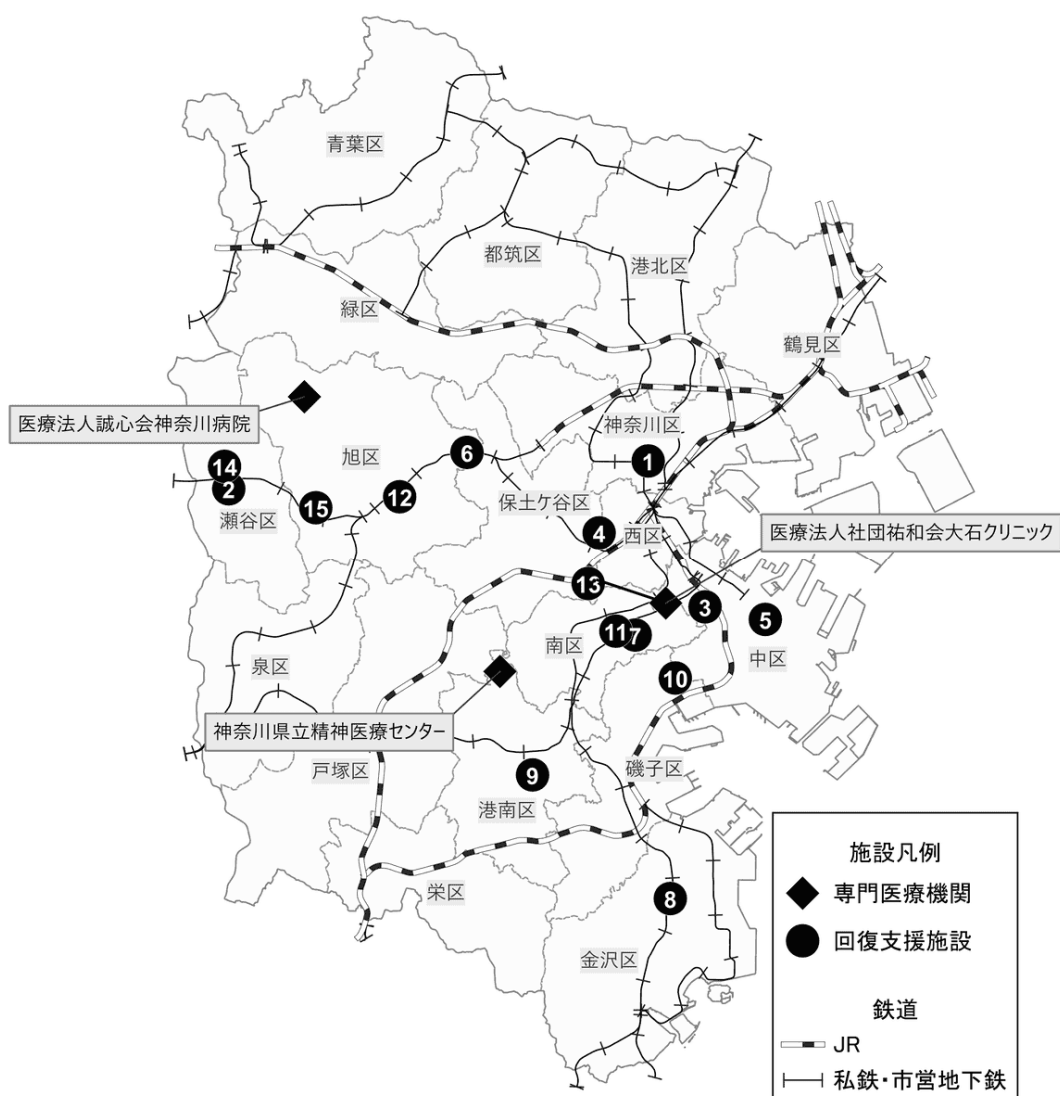 青葉区
都筑区
港北区
緑区
鶴見区
医療法人誠心会神奈川病院
神奈川区
旭区
6
1
14
2
12
15
瀬谷区
保土ケ谷区
4
西区
医療法人社団祐和会大石クリニック
13
3
5
11
7
南区
中区
泉区
10
神奈川県立精神医療センター
戸塚区
磯子区
9
港南区
栄区
8
金沢区
施設凡例
専門医療機関
回復支援施設
鉄道
JR
私鉄・市営地下鉄